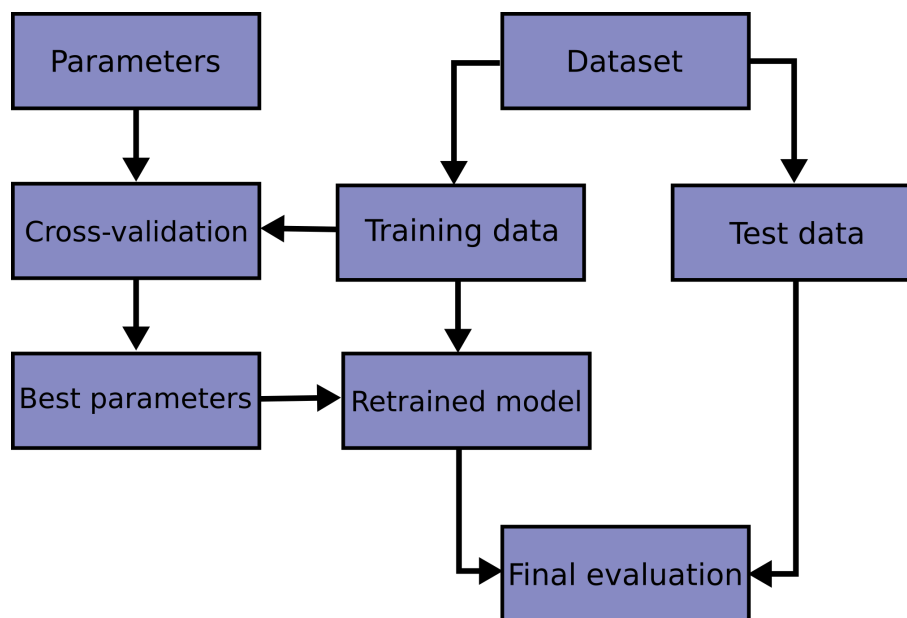 Parameters
Dataset
Cross-validation
Training data
Test data
Best parameters
Retrained model
Final evaluation